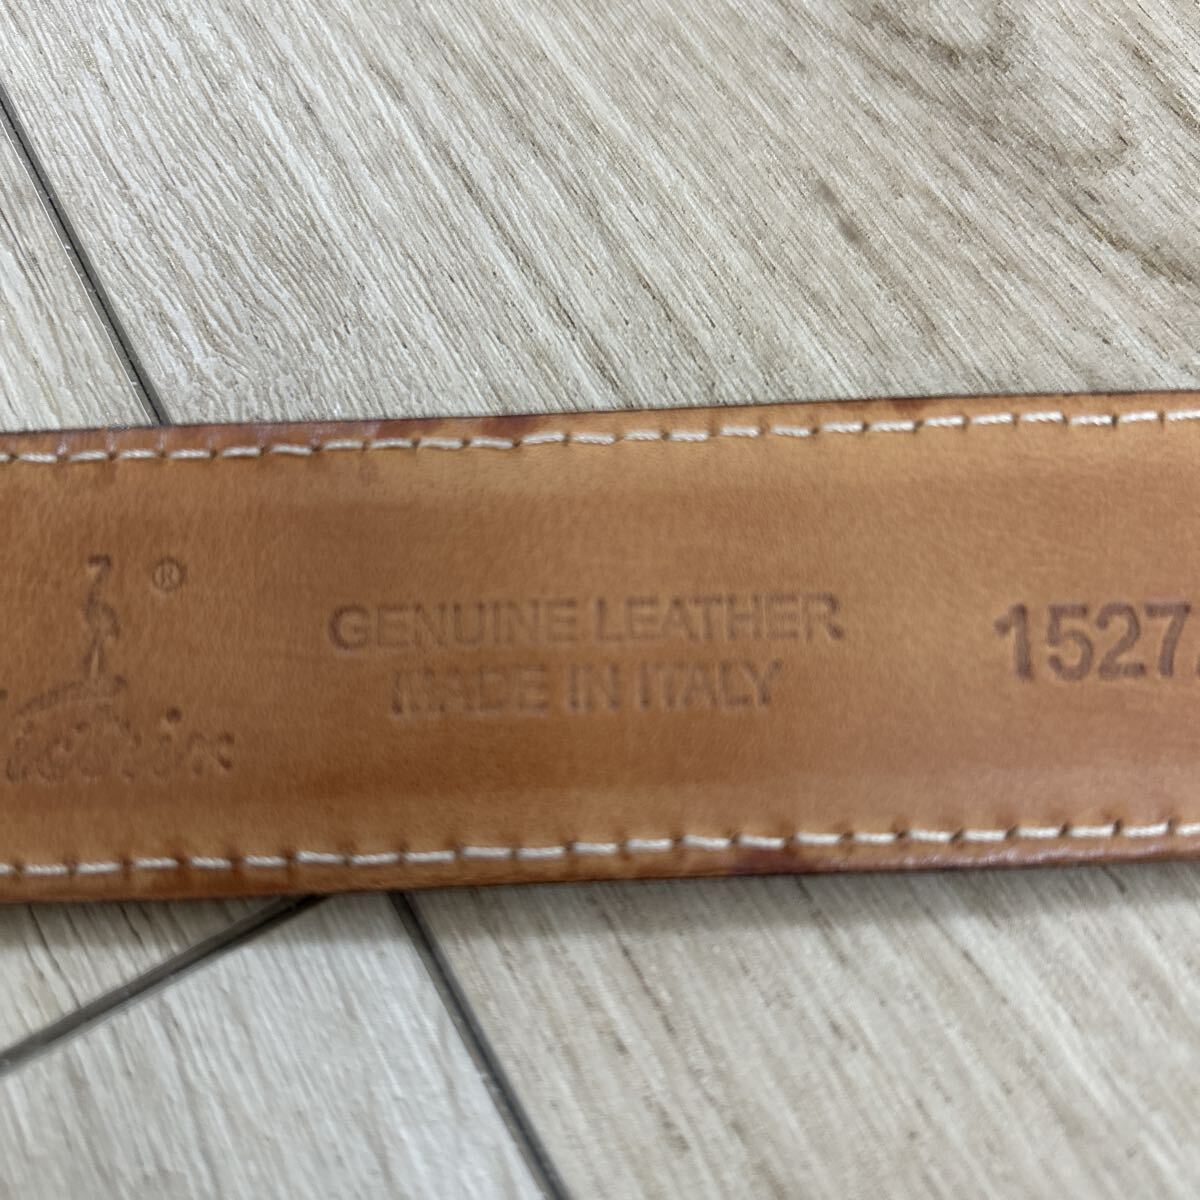 ®
GENUINE LEATHER
MADE IN ITALY
1527